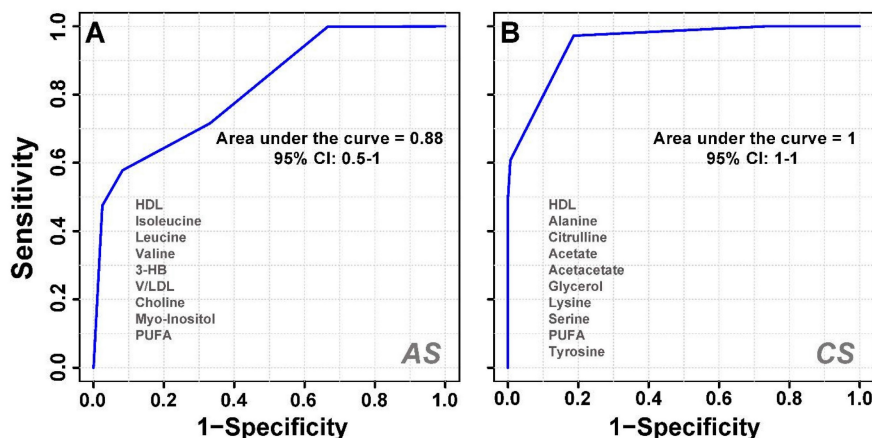 A
B
Sensitivity
1.0
0.8
0.6
0.4
0.2
0.0
Area under the curve = 0.88
95% CI: 0.5-1
HDL
Isoleucine
Leucine
Valine
3-HB
V/LDL
Choline
Myo-Inositol
PUFA
AS
0.0 0.2 0.4 0.6 0.8 1.0
1−Specificity
Area under the curve = 1
95% CI: 1-1
HDL
Alanine
Citrulline
Acetate
Acetacetate
Glycerol
Lysine
Serine
PUFA
Tyrosine
CS
0.0 0.2 0.4 0.6 0.8 1.0
1−Specificity